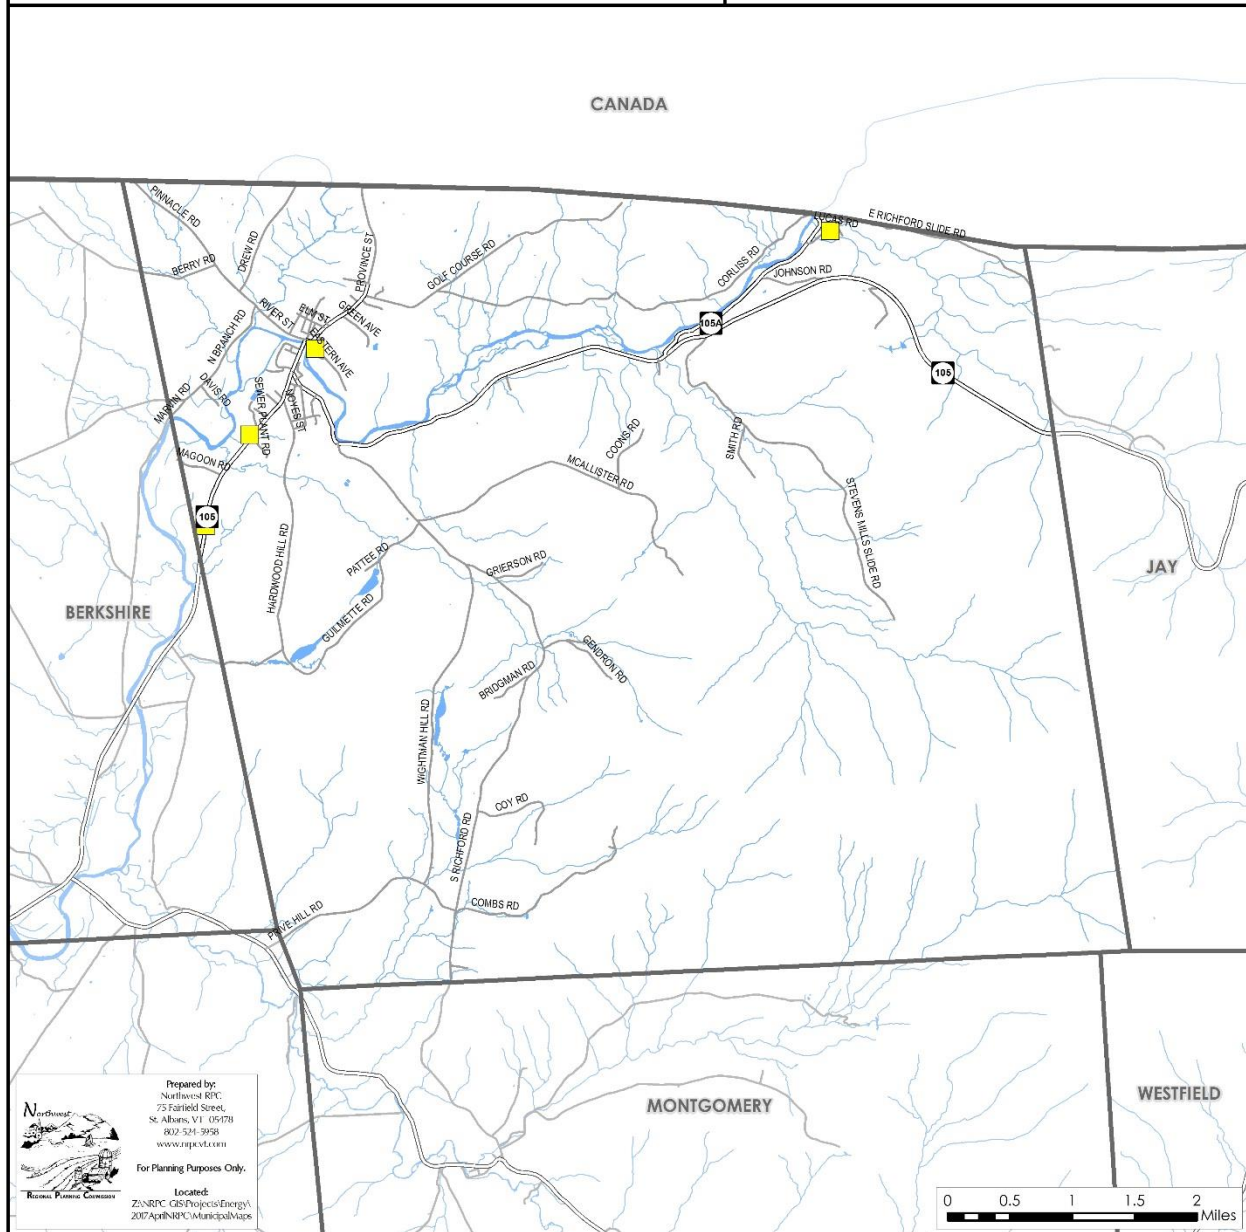 CANADA
PINNACLE RD
LUCAS RD
E RICHFORD SLIDE RD
DREW RD
PROVINCE ST
BERRY RD
GOLF COURSE RD
CORLISS RD
JOHNSON RD
RIVER ST
ELM ST
GREEN AVE
N BRANCH RD
EASTERN AVE
105A
105
MARVIN RD
DAVIS RD
SEWER PLANT RD
NOYES ST
MAGOON RD
COONS RD
SMITH RD
MCALLISTER RD
STEVENS MILLS SLIDE RD
105
HARDWOOD HILL RD
PATTEE RD
GRIERSON RD
JAY
BERKSHIRE
GUILMETTE RD
GENDRON RD
BRIDGMAN RD
WIGHTMAN HILL RD
COY RD
S RICHFORD RD
COMBS RD
PRIVE HILL RD
MONTGOMERY
WESTFIELD
Northwest
REGIONAL PLANNING COMMISSION
Prepared by:
Northwest RPC
75 Fairfield Street,
St. Albans, VT 05478
802-524-5958
www.nrpcvt.com
For Planning Purposes Only.
Located:
Z:\NRPC GIS\Projects\Energy\
2017AprilNRPC\MunicipalMaps
0 0.5 1 1.5 2
Miles